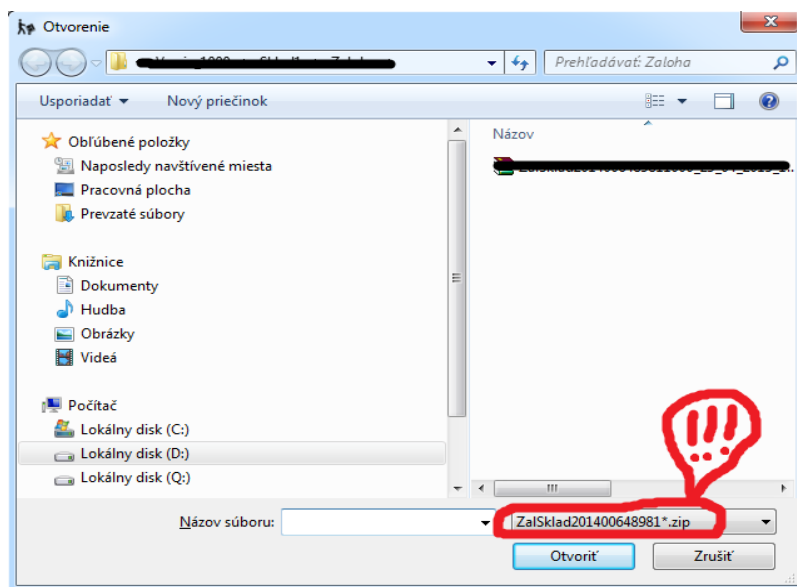 Otvorenie
Prehľadávať: Zaloha
Usporiadať
Nový priečinok
Obľúbené položky
Naposledy navštívené miesta
Pracovná plocha
Prevzaté súbory
Knižnice
Dokumenty
Hudba
Obrázky
Videá
Počítač
Lokálny disk (C:)
Lokálny disk (D:)
Lokálny disk (Q:)
Názov
!!!
Názov súboru:
ZalSklad201400648981*.zip
Otvoriť
Zrušiť